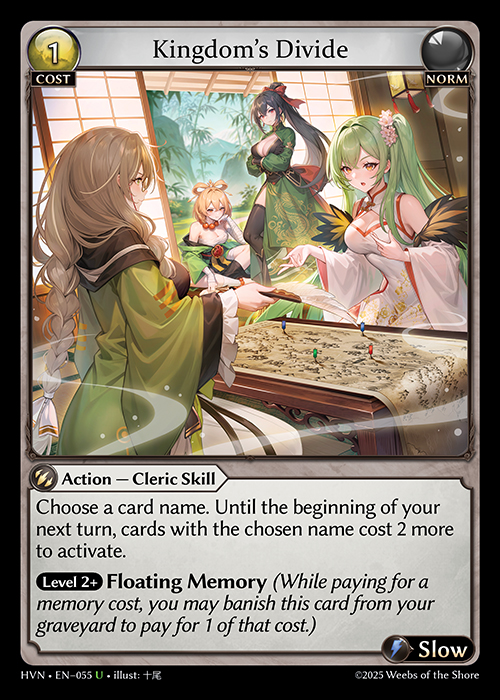 1
COST
Kingdom's Divide
NORM
Action — Cleric Skill
Choose a card name. Until the beginning of your
next turn, cards with the chosen name cost 2 more
to activate.
Level 2+ Floating Memory (While paying for a
memory cost, you may banish this card from your
graveyard to pay for 1 of that cost.)
Slow
HVN • EN-055 U • illust: 十尾
©2025 Weebs of the Shore